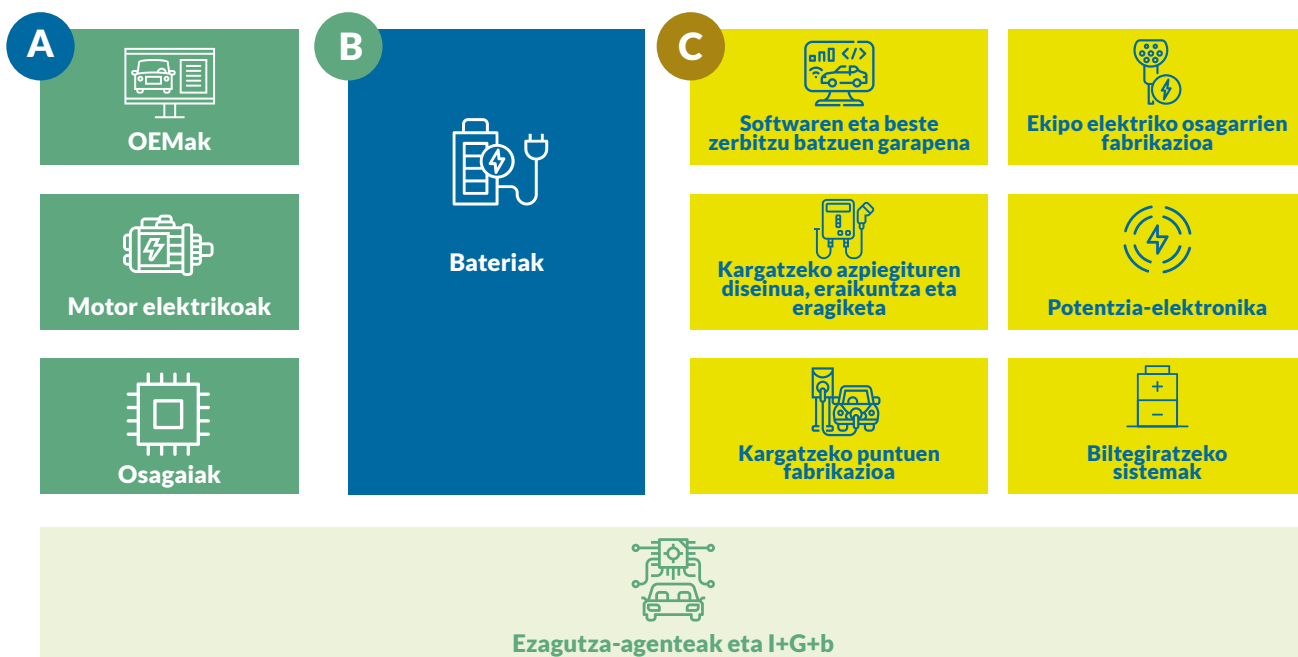 A
OEMak
Motor elektrikoak
Osagaiak
B
Bateriak
C
</>
Softwaren eta beste
zerbitzu batzuen garapena
Ekipo elektriko osagarrien
fabrikazioa
Kargatzeko azpiegituren
diseinua, eraikuntza eta
eragiketa
Potentzia-elektronika
Kargatzeko puntuen
fabrikazioa
+
−
Biltegiratzeko
sistemak
Ezagutza-agenteak eta I+G+b